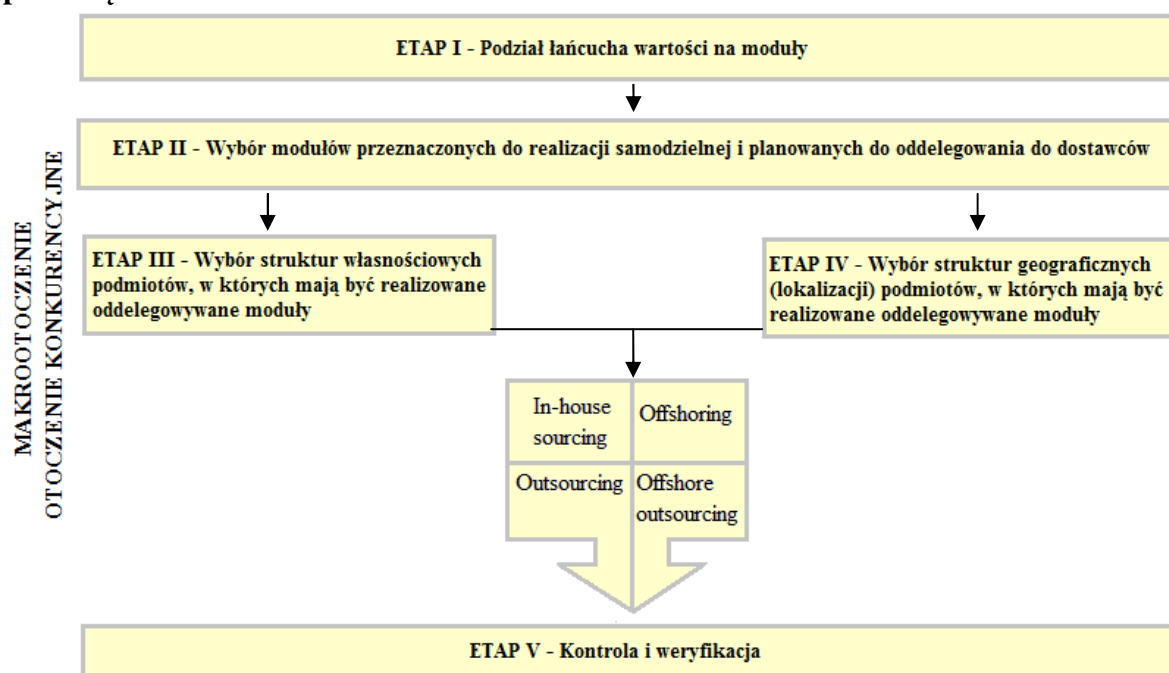 ETAP I - Podział łańcucha wartości na moduły
ETAP II - Wybór modułów przeznaczonych do realizacji samodzielnej i planowanych do oddelegowania do dostawców
MAKROOTOCZENIE
OTOCZENIE KONKURENCYJNE
ETAP III - Wybór struktur własnościowych
podmiotów, w których mają być realizowane
oddelegowywane moduły
ETAP IV - Wybór struktur geograficznych
(lokalizacji) podmiotów, w których mają być
realizowane oddelegowywane moduły
In-house
sourcing
Offshoring
Outsourcing
Offshore
outsourcing
ETAP V - Kontrola i weryfikacja